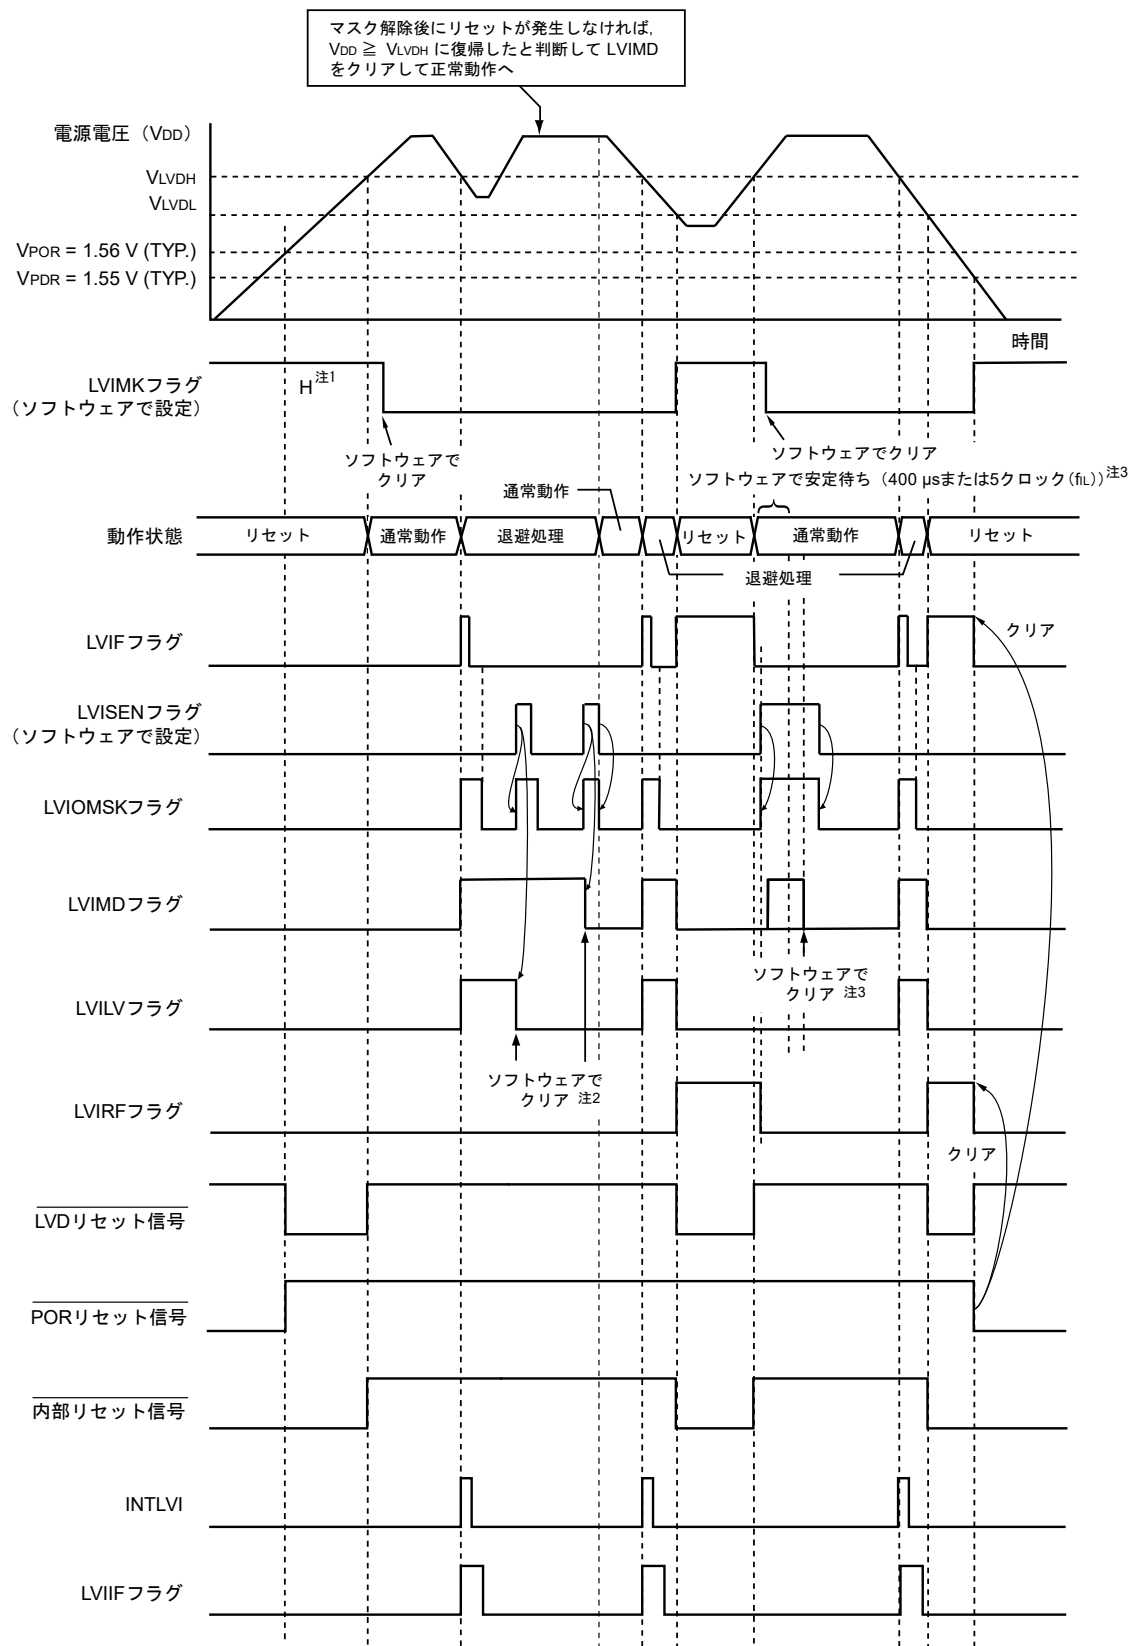 マスク解除後にリセットが発生しなければ,
VDD ≧ VLVDH に復帰したと判断して LVIMD
をクリアして正常動作へ
電源電圧（VDD）
VLVDH
VLVDL
VPOR = 1.56 V (TYP.)
VPDR = 1.55 V (TYP.)
時間
LVIMKフラグ
（ソフトウェアで設定）
H注1
ソフトウェアで
クリア
ソフトウェアでクリア
ソフトウェアで安定待ち（400 µsまたは5クロック(fIL)）注3
通常動作
動作状態
リセット
通常動作
退避処理
リセット
通常動作
リセット
退避処理
LVIFフラグ
クリア
LVISENフラグ
（ソフトウェアで設定）
LVIOMSKフラグ
LVIMDフラグ
ソフトウェアで
クリア 注3
LVILVフラグ
ソフトウェアで
クリア 注2
LVIRFフラグ
クリア
LVDリセット信号
PORリセット信号
内部リセット信号
INTLVI
LVIIFフラグ